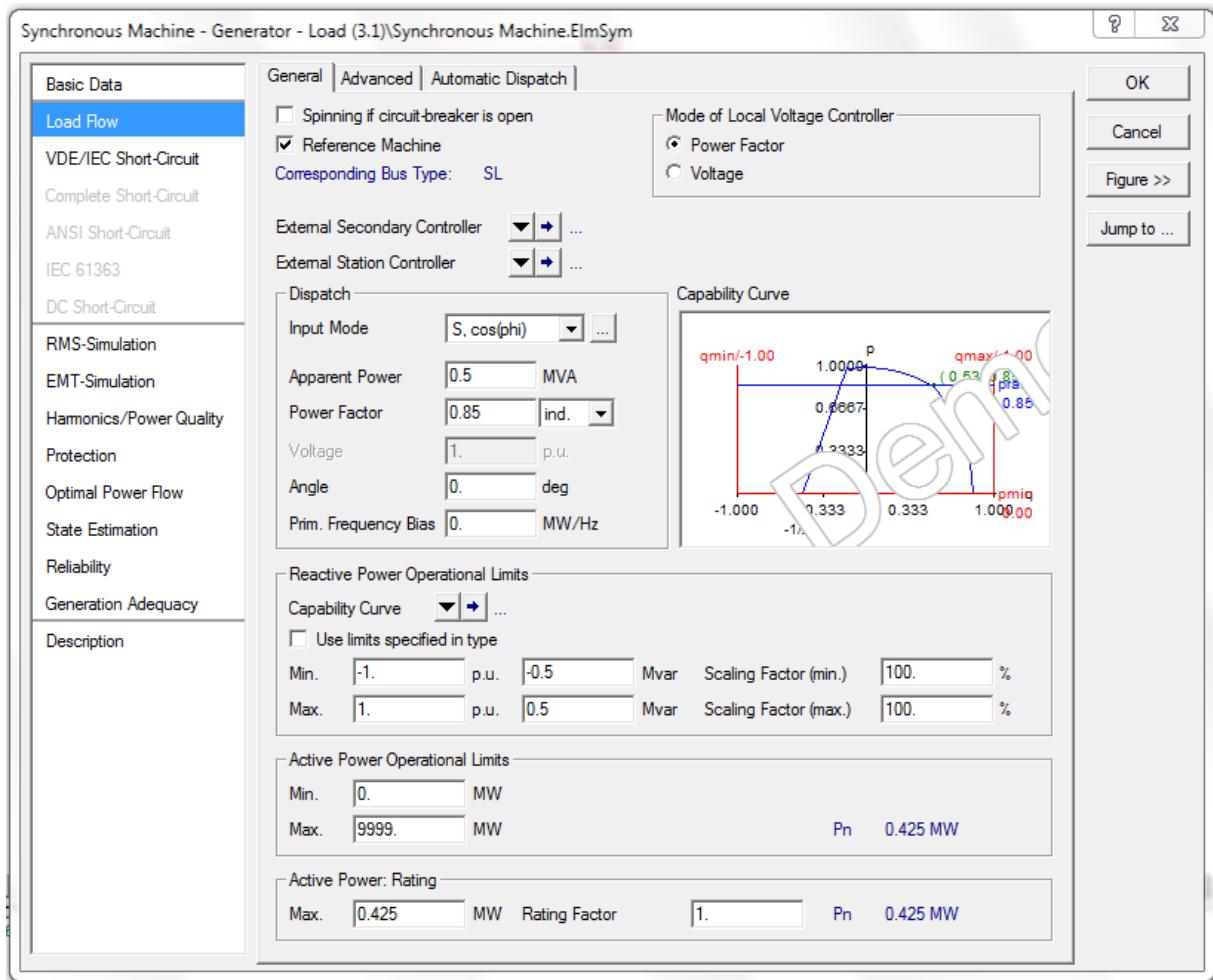 Synchronous Machine - Generator - Load (3.1)\Synchronous Machine.ElmSym
Basic Data
Load Flow
VDE/IEC Short-Circuit
Complete Short-Circuit
ANSI Short-Circuit
IEC 61363
DC Short-Circuit
RMS-Simulation
EMT-Simulation
Harmonics/Power Quality
Protection
Optimal Power Flow
State Estimation
Reliability
Generation Adequacy
Description
General Advanced Automatic Dispatch
Spinning if circuit-breaker is open
Reference Machine
Corresponding Bus Type: SL
Mode of Local Voltage Controller
Power Factor
Voltage
External Secondary Controller ...
External Station Controller ...
Dispatch
Input Mode S, cos(phi) ...
Apparent Power 0.5 MVA
Power Factor 0.85 ind.
Voltage 1. p.u.
Angle 0. deg
Prim. Frequency Bias 0. MW/Hz
Capability Curve
qmin/-1.00 p
1.0000
0.6667
0.3333
0.85
-1.000 0.333 0.333
Demo
Reactive Power Operational Limits
Capability Curve ...
Use limits specified in type
Min. -1. p.u. -0.5 Mvar Scaling Factor (min.) 100. %
Max. 1. p.u. 0.5 Mvar Scaling Factor (max.) 100. %
Active Power Operational Limits
Min. 0. MW
Max. 9999. MW Pn 0.425 MW
Active Power: Rating
Max. 0.425 MW Rating Factor 1. Pn 0.425 MW
OK
Cancel
Figure >>
Jump to ...